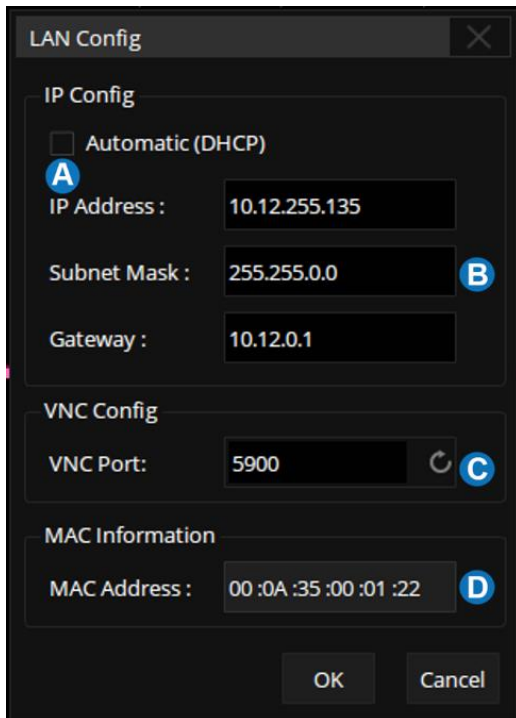 LAN Config
IP Config
Automatic (DHCP)
A
IP Address : 10.12.255.135
Subnet Mask : 255.255.0.0 B
Gateway : 10.12.0.1
VNC Config
VNC Port: 5900 C
MAC Information
MAC Address : 00 :0A :35 :00 :01 :22 D
OK Cancel